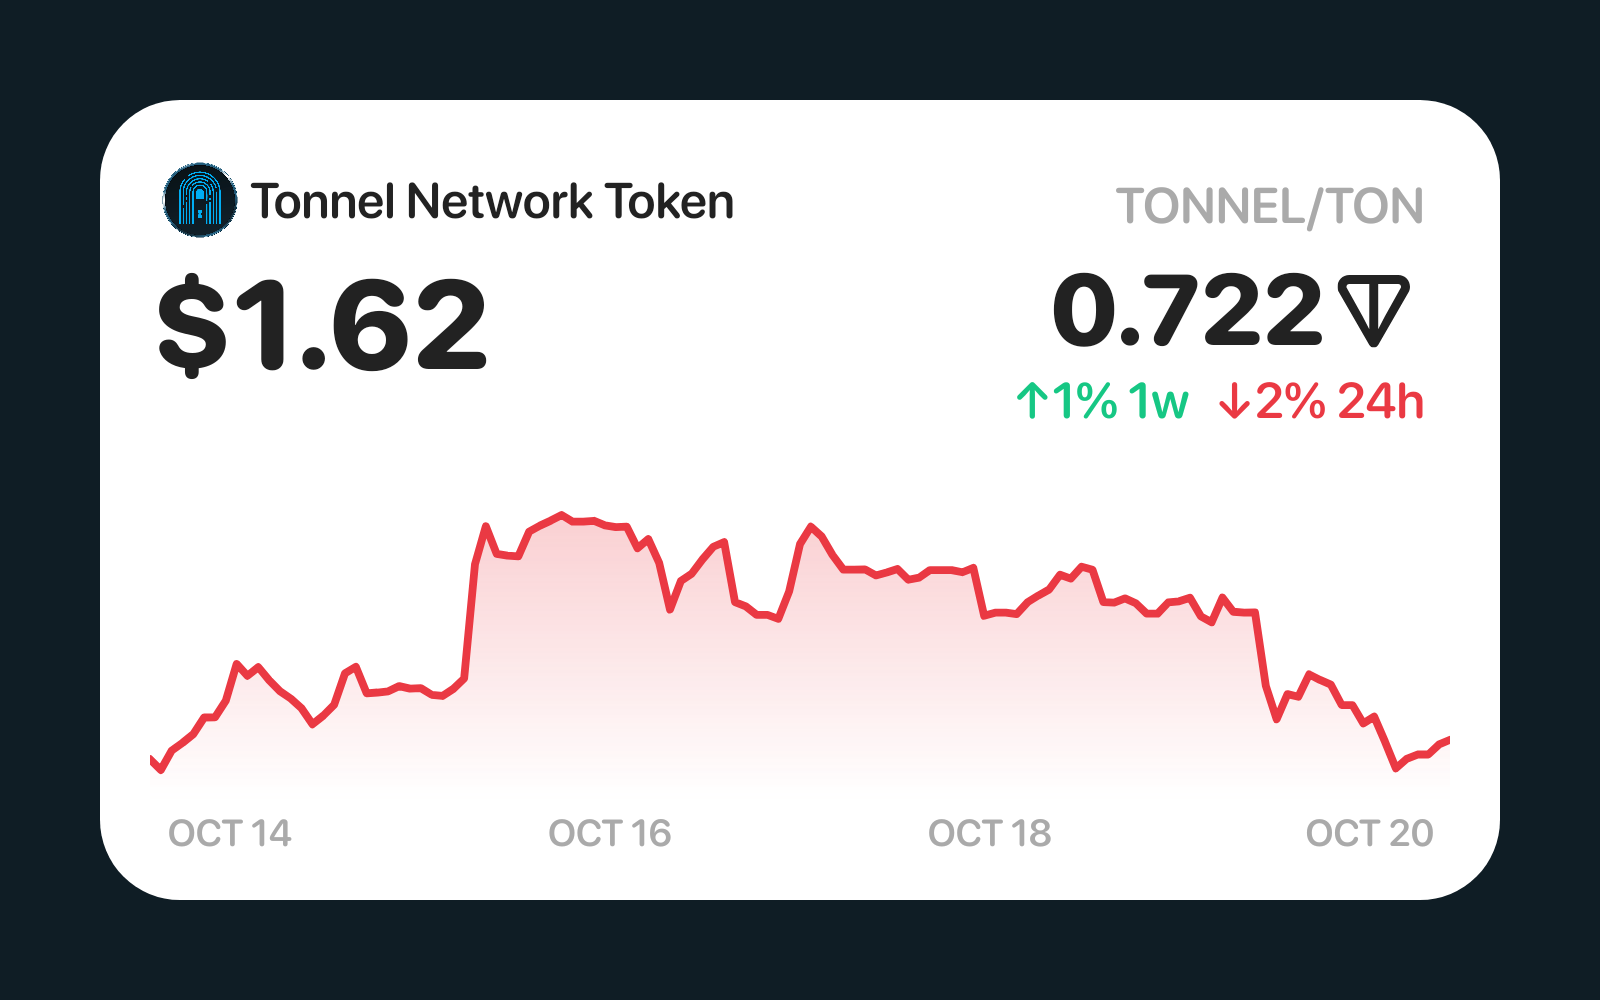 Tonnel Network Token
$1.62
TONNEL/TON
0.722
↑1% 1w ↓2% 24h
OCT 14 OCT 16 OCT 18 OCT 20